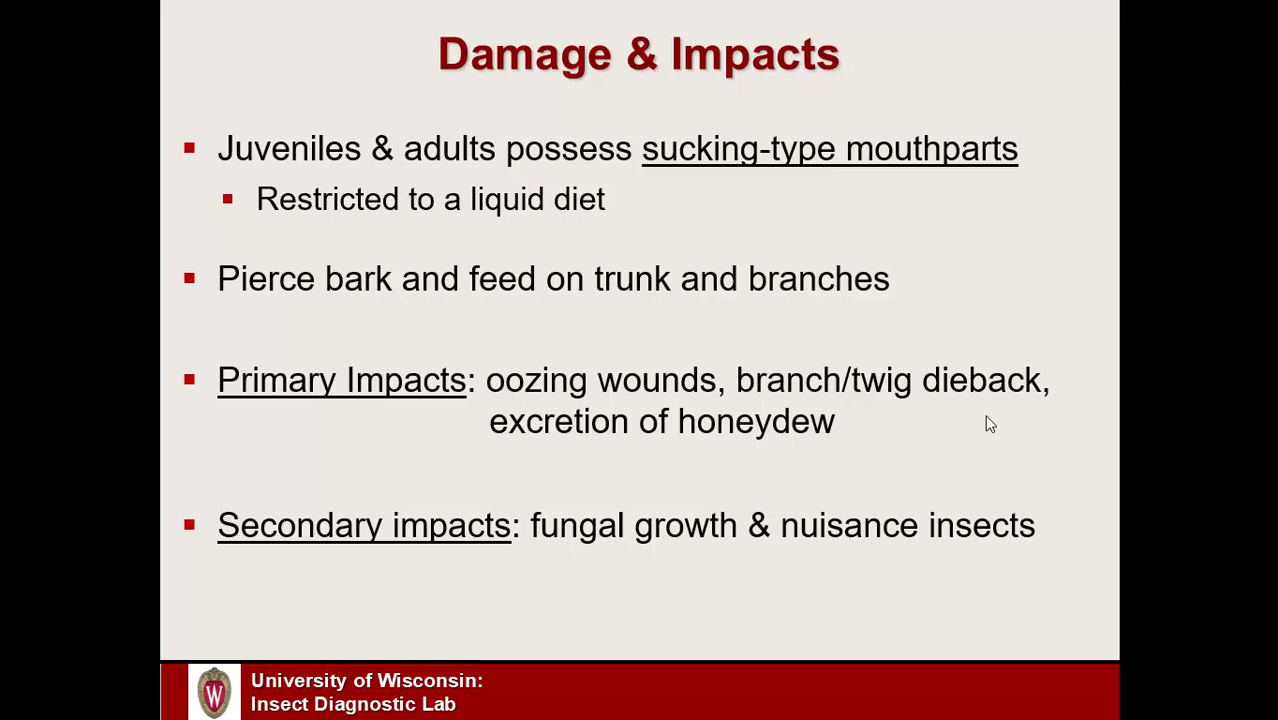 Damage & Impacts
▪ Juveniles & adults possess sucking-type mouthparts
▪ Restricted to a liquid diet
▪ Pierce bark and feed on trunk and branches
▪ Primary Impacts: oozing wounds, branch/twig dieback,
excretion of honeydew
▪ Secondary impacts: fungal growth & nuisance insects
W
University of Wisconsin:
Insect Diagnostic Lab